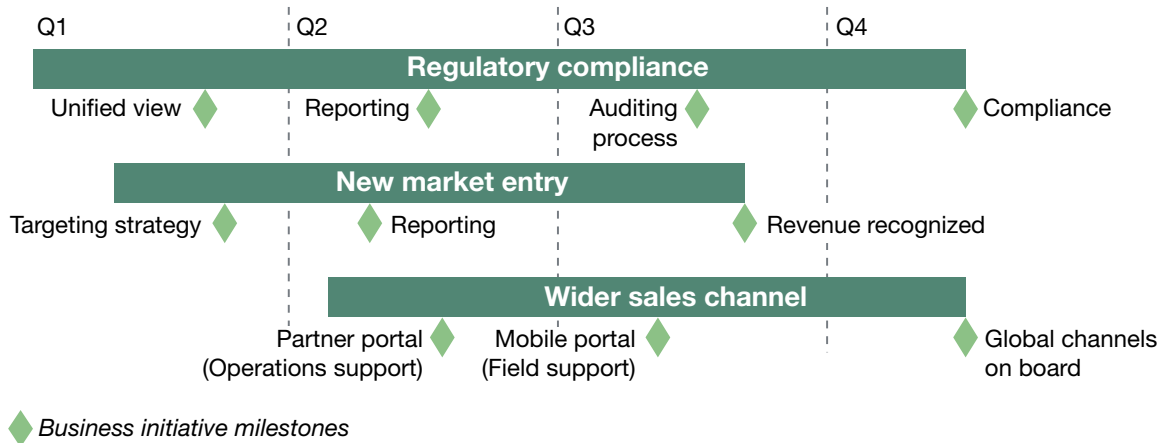 Q1 Q2 Q3 Q4
Regulatory compliance
Unified view Reporting Auditing process Compliance
New market entry
Targeting strategy Reporting Revenue recognized
Wider sales channel
Partner portal
(Operations support)
Mobile portal
(Field support)
Global channels
on board
Business initiative milestones